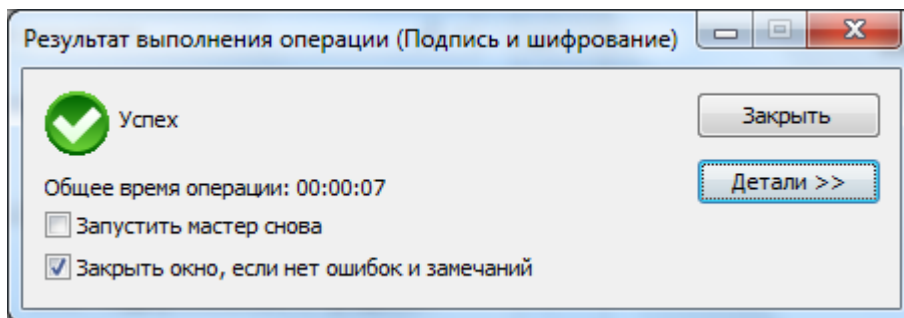 Результат выполнения операции (Подпись и шифрование)
Успех
Закрыть
Детали >>
Общее время операции: 00:00:07
Запустить мастер снова
Закрыть окно, если нет ошибок и замечаний